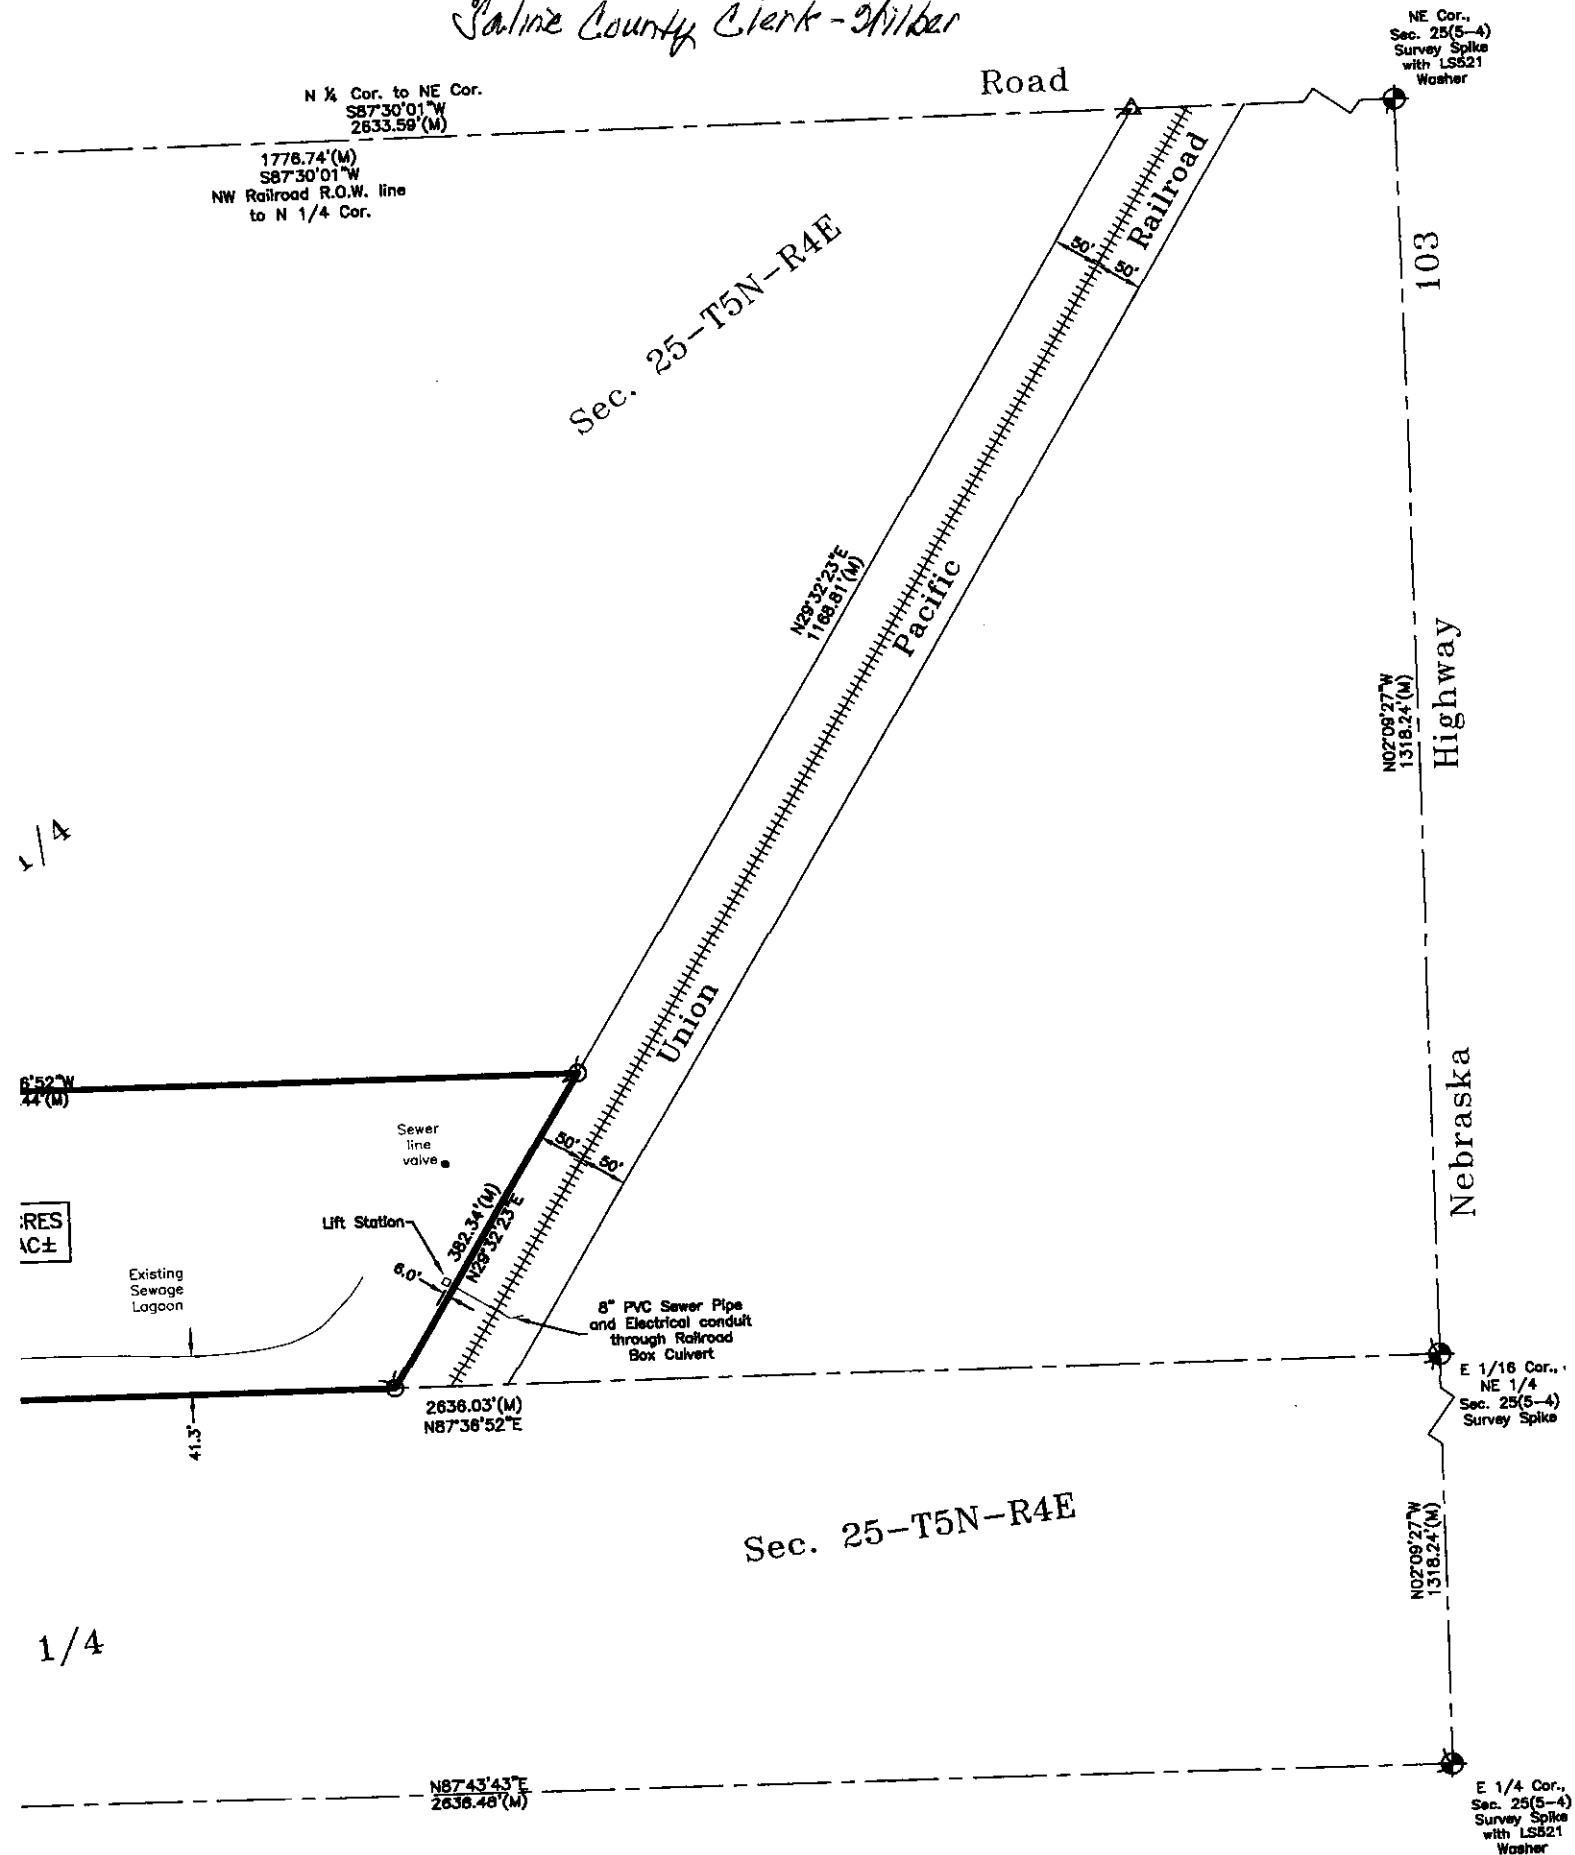 Saline County Clerk - Wilber
NE Cor.,
Sec. 25(5-4)
Survey Spike
with LS521
Washer
Road
N ¼ Cor. to NE Cor.
S87°30'01"W
2633.59'(M)
1776.74'(M)
S87°30'01"W
NW Railroad R.O.W. line
to N 1/4 Cor.
Railroad
50'
50'
103
Sec. 25-T5N-R4E
N29°32'23"E
1168.81'(M)
Pacific
N02°09'27"W
1318.24'(M)
Highway
1/4
Union
Nebraska
6'52"W
.44'(M)
Sewer
line
valve
50'
50'
382.34'(M)
N29°32'23"E
Lift Station
6.0'
CRES
AC±
Existing
Sewage
Lagoon
8" PVC Sewer Pipe
and Electrical conduit
through Railroad
Box Culvert
41.3'
2636.03'(M)
N87°36'52"E
E 1/16 Cor.,
NE 1/4
Sec. 25(5-4)
Survey Spike
Sec. 25-T5N-R4E
N02°09'27"W
1318.24'(M)
1/4
N87°43'43"E
2636.48'(M)
E 1/4 Cor.,
Sec. 25(5-4)
Survey Spike
with LS521
Washer